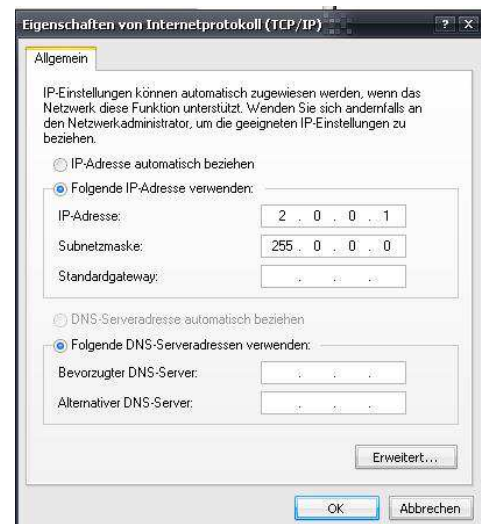 Eigenschaften von Internetprotokoll (TCP/IP)
Allgemein
IP-Einstellungen können automatisch zugewiesen werden, wenn das
Netzwerk diese Funktion unterstützt. Wenden Sie sich andernfalls an
den Netzwerkadministrator, um die geeigneten IP-Einstellungen zu
beziehen.
IP-Adresse automatisch beziehen
Folgende IP-Adresse verwenden:
IP-Adresse: 2 . 0 . 0 . 1
Subnetzmaske: 255 . 0 . 0 . 0
Standardgateway: . . .
DNS-Serveradresse automatisch beziehen
Folgende DNS-Serveradressen verwenden:
Bevorzugter DNS-Server: . . .
Alternativer DNS-Server: . . .
Erweitert...
OK Abbrechen